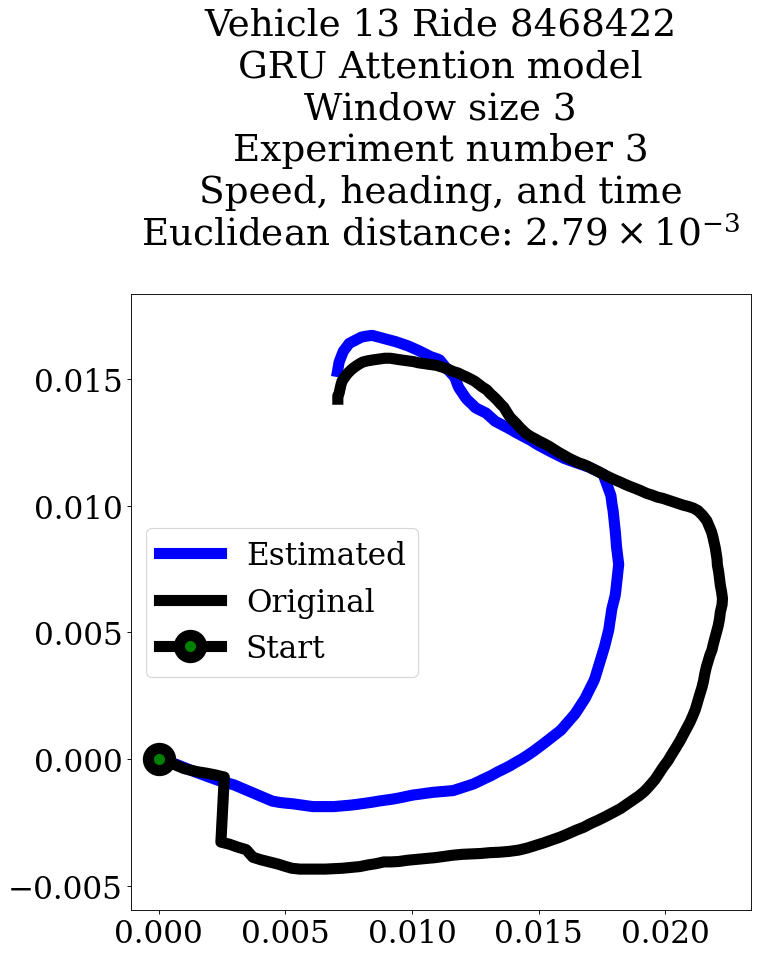 Vehicle 13 Ride 8468422
GRU Attention model
Window size 3
Experiment number 3
Speed, heading, and time
Euclidean distance: 2.79 × 10⁻³
0.015
0.010
0.005
0.000
−0.005
Estimated
Original
Start
0.000 0.005 0.010 0.015 0.020